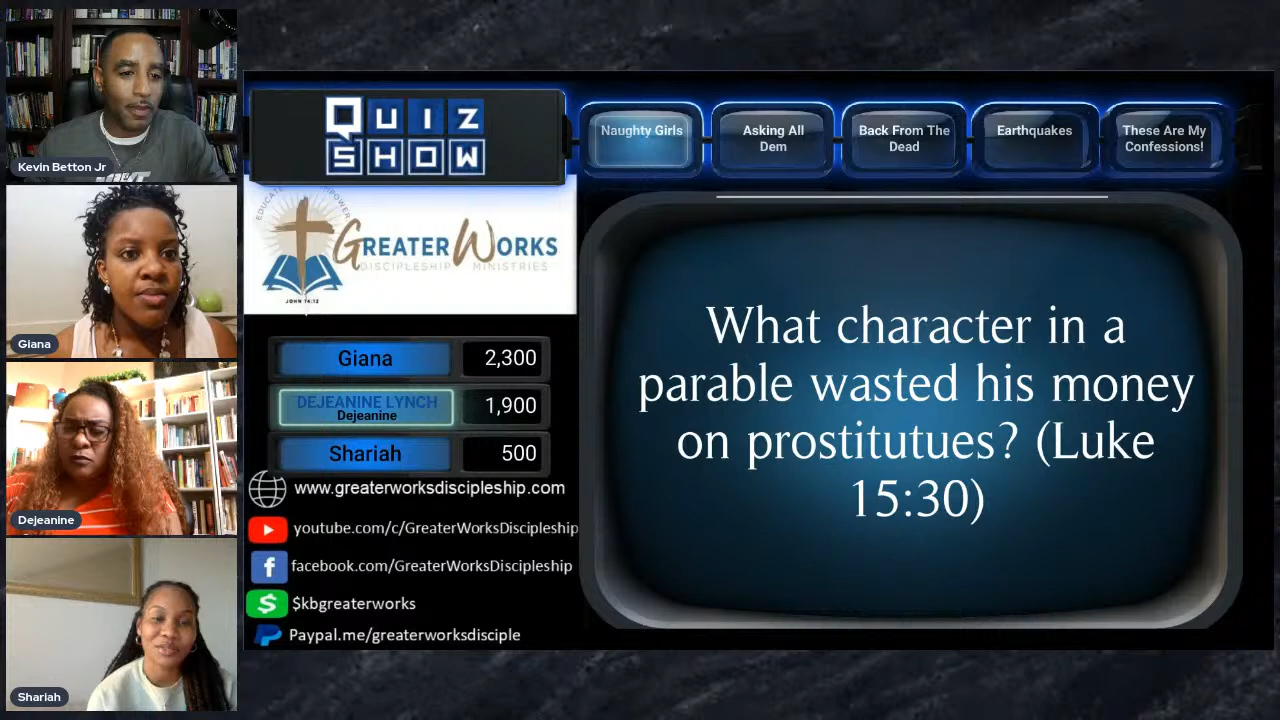 Kevin Betton Jr
Giana
Dejeanine
Shariah
QUIZ
SHOW
EDUCATE
EMPOWER
GREATER WORKS
DISCIPLESHIP MINISTRIES
JOHN 14:12
Giana 2,300
DEJEANINE LYNCH
Dejeanine 1,900
Shariah 500
www.greaterworksdiscipleship.com
youtube.com/c/GreaterWorksDiscipleship
facebook.com/GreaterWorksDiscipleship
$kbgreaterworks
Paypal.me/greaterworksdisciple
Naughty Girls
Asking All
Dem
Back From The
Dead
Earthquakes
These Are My
Confessions!
What character in a
parable wasted his money
on prostitutues? (Luke
15:30)